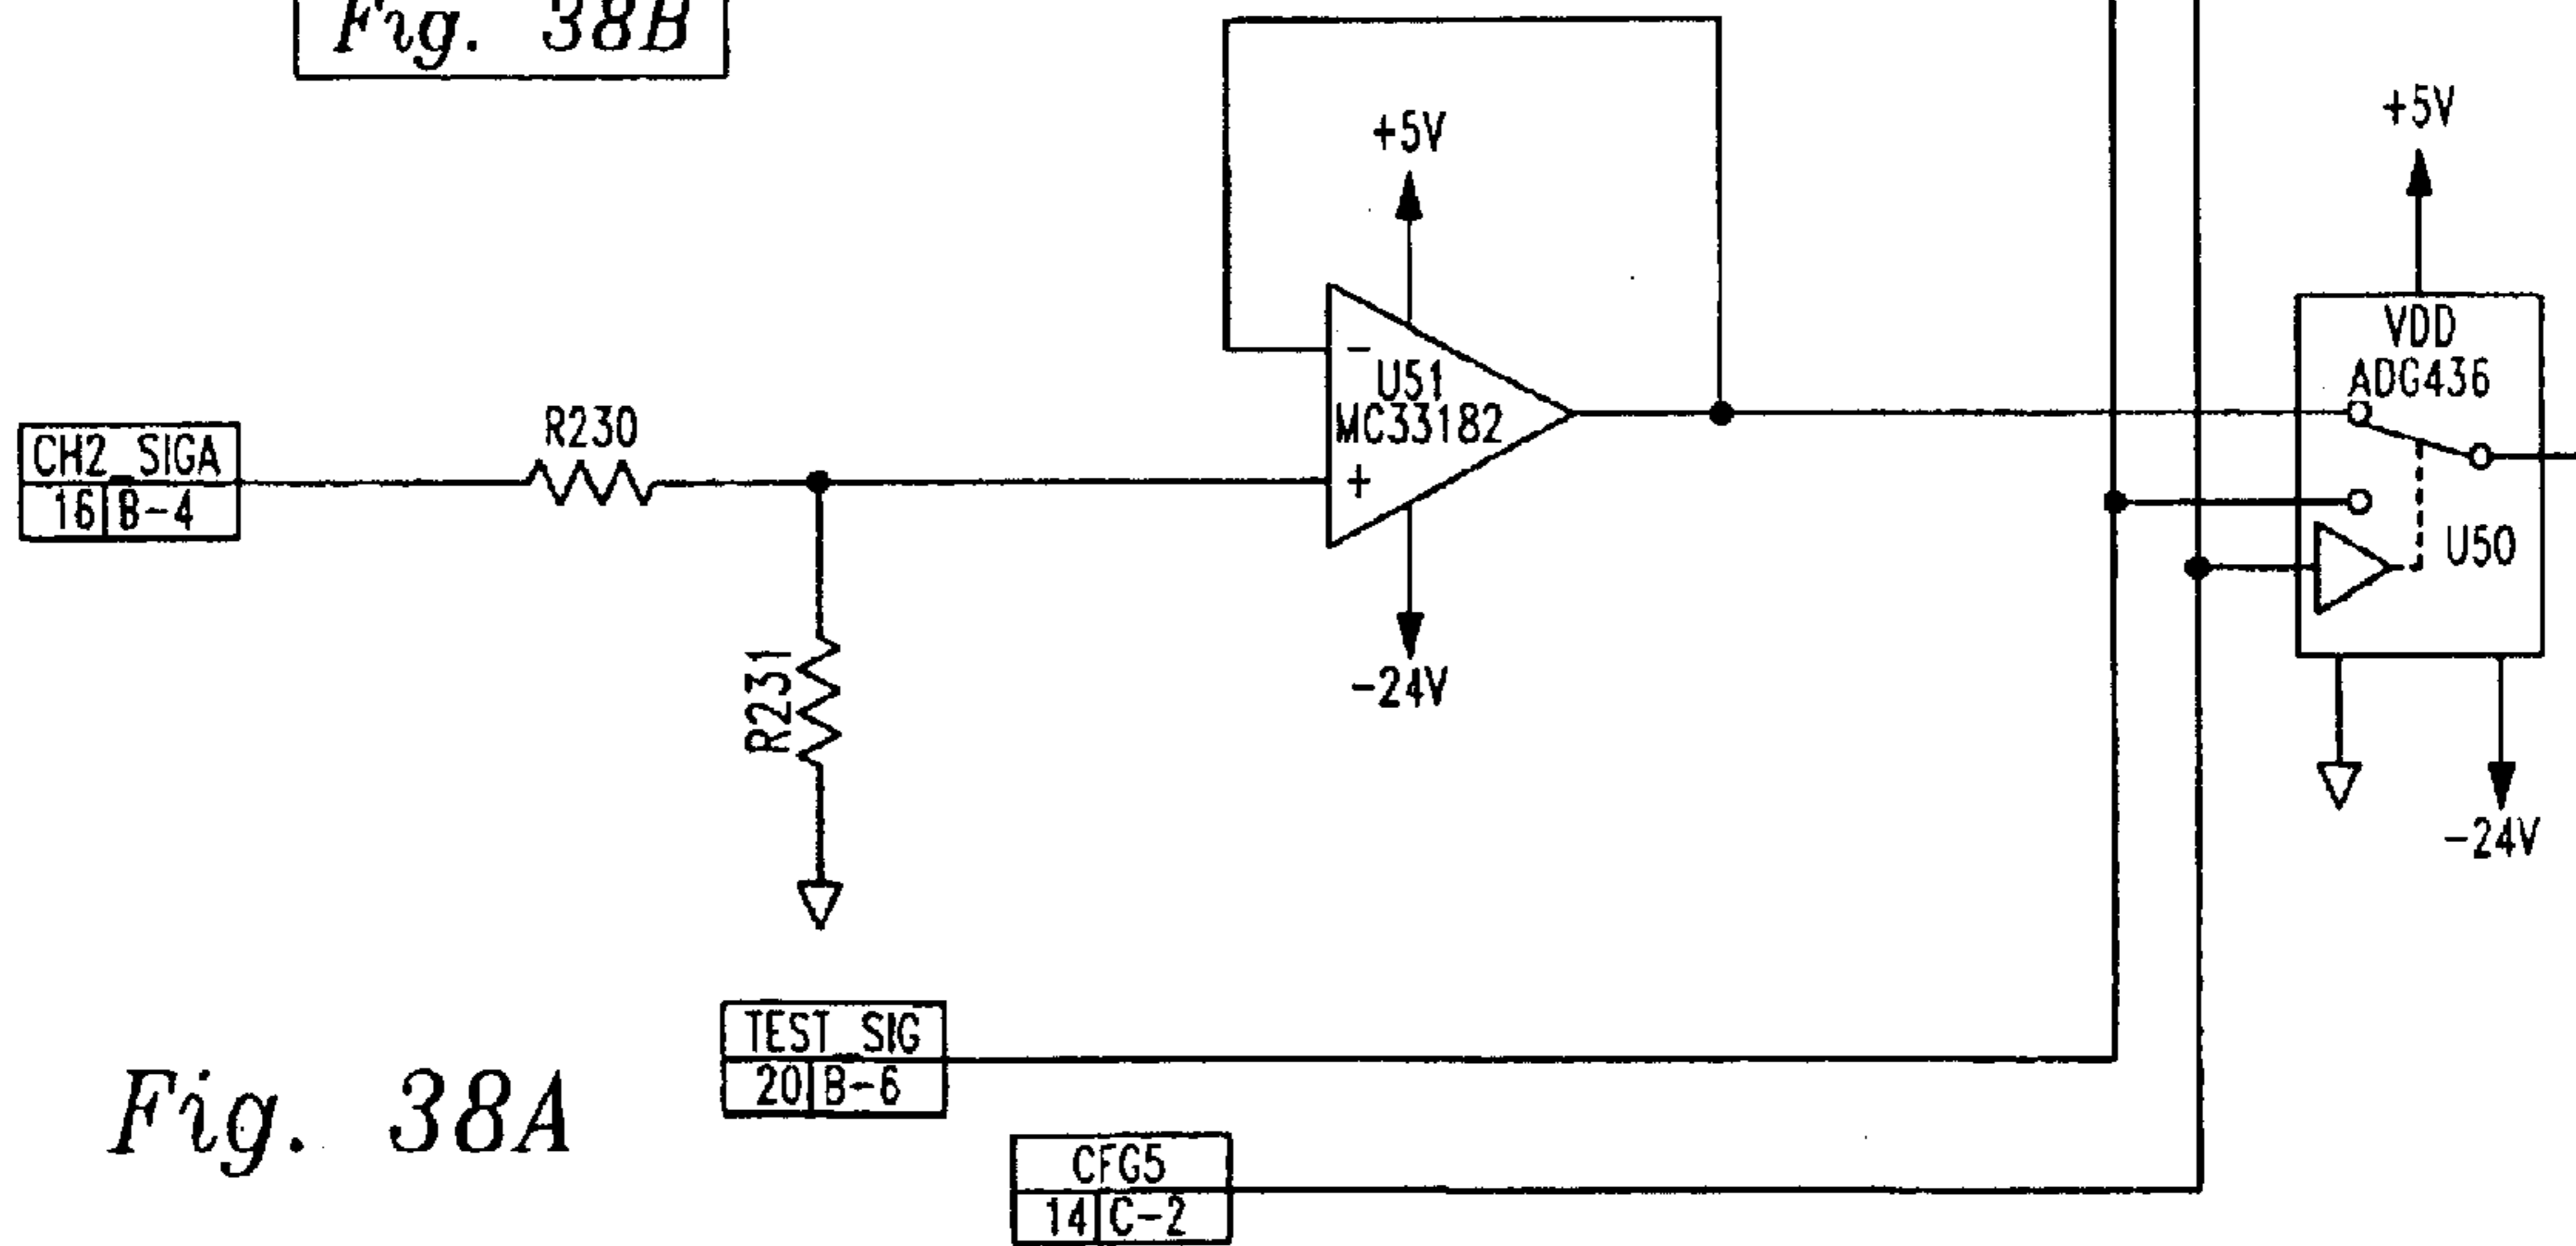 Fig. 38B
+5V
+5V
VDD
ADG436
-
U51
MC33182
+
R230
CH2_SIGA
16 B-4
U50
R231
-24V
-24V
TEST_SIG
20 B-6
Fig. 38A
CFG5
14 C-2